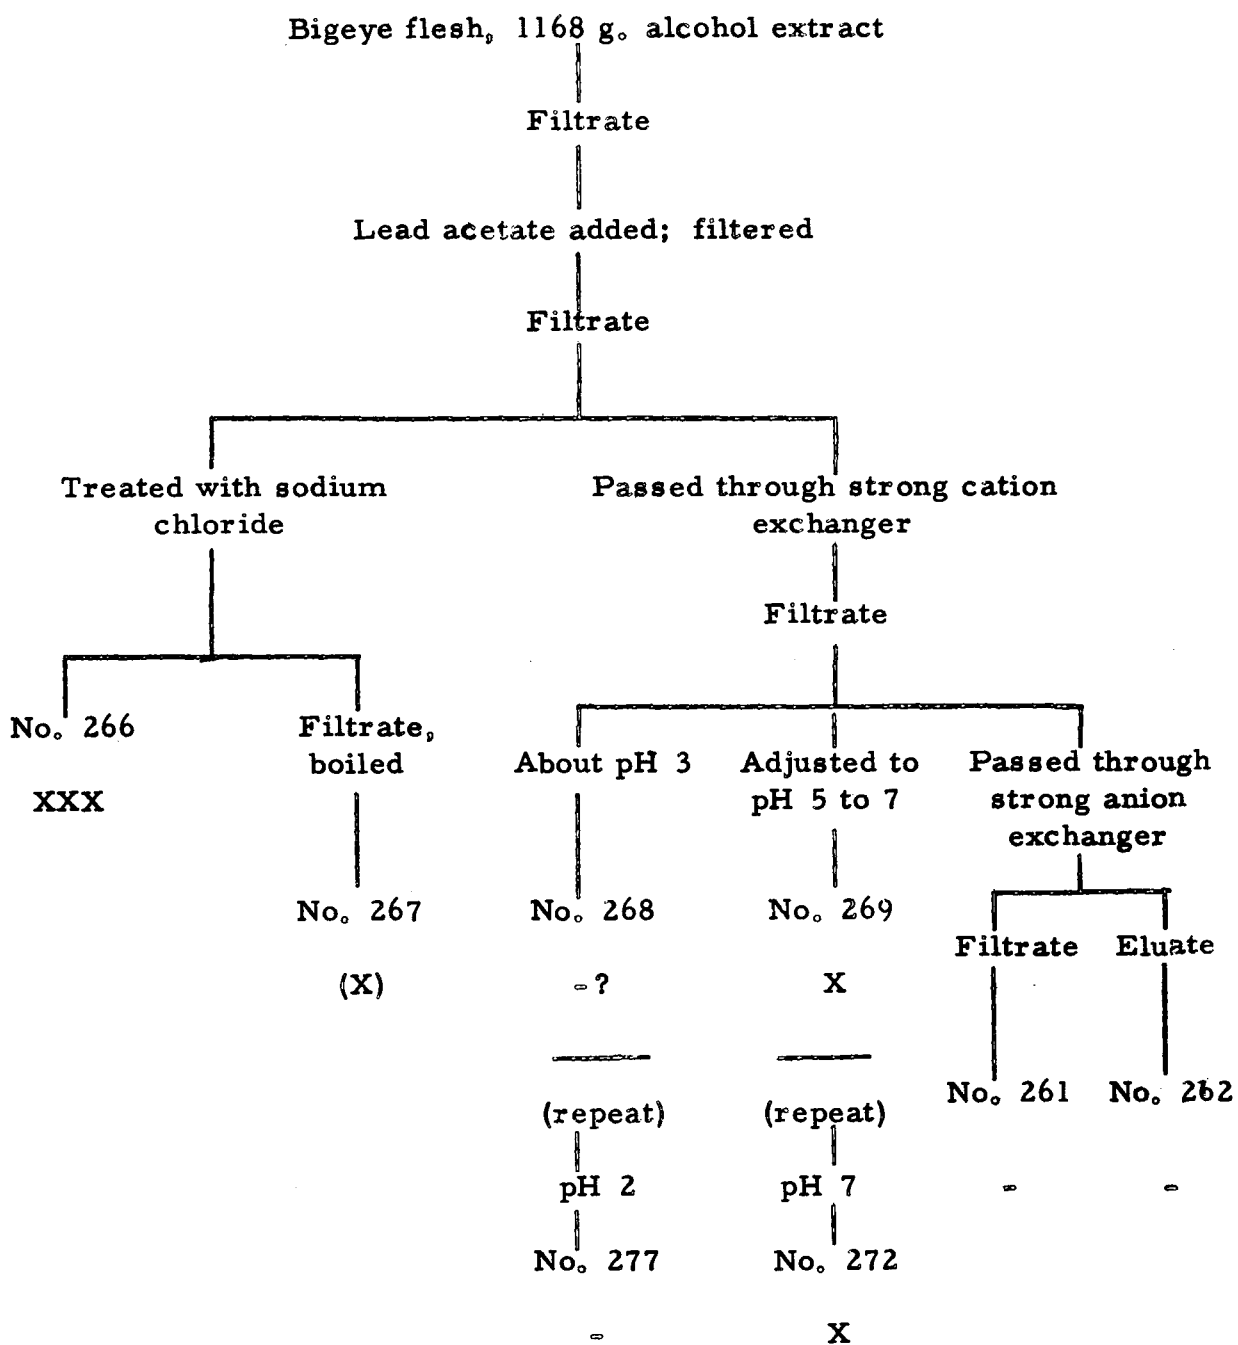 Bigeye flesh, 1168 g. alcohol extract
Filtrate
Lead acetate added; filtered
Filtrate
Treated with sodium
chloride
Passed through strong cation
exchanger
Filtrate
No. 266
XXX
Filtrate,
boiled
No. 267
(X)
About pH 3
No. 268
-?
(repeat)
pH 2
No. 277
-
Adjusted to
pH 5 to 7
No. 269
X
(repeat)
pH 7
No. 272
X
Passed through
strong anion
exchanger
Filtrate
No. 261
-
Eluate
No. 262
-